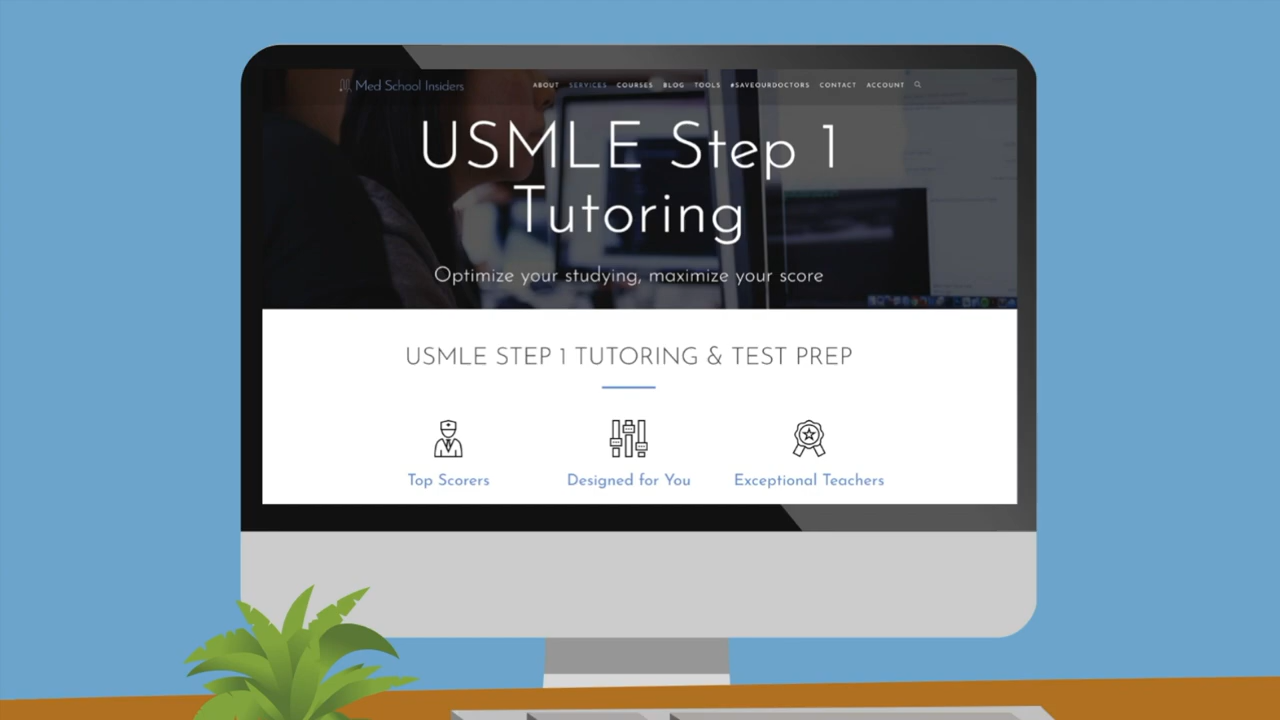 Med School Insiders
ABOUT SERVICES COURSES BLOG TOOLS #SAVEOURDOCTORS CONTACT ACCOUNT
USMLE Step 1
Tutoring
Optimize your studying, maximize your score
USMLE STEP 1 TUTORING & TEST PREP
Top Scorers Designed for You Exceptional Teachers